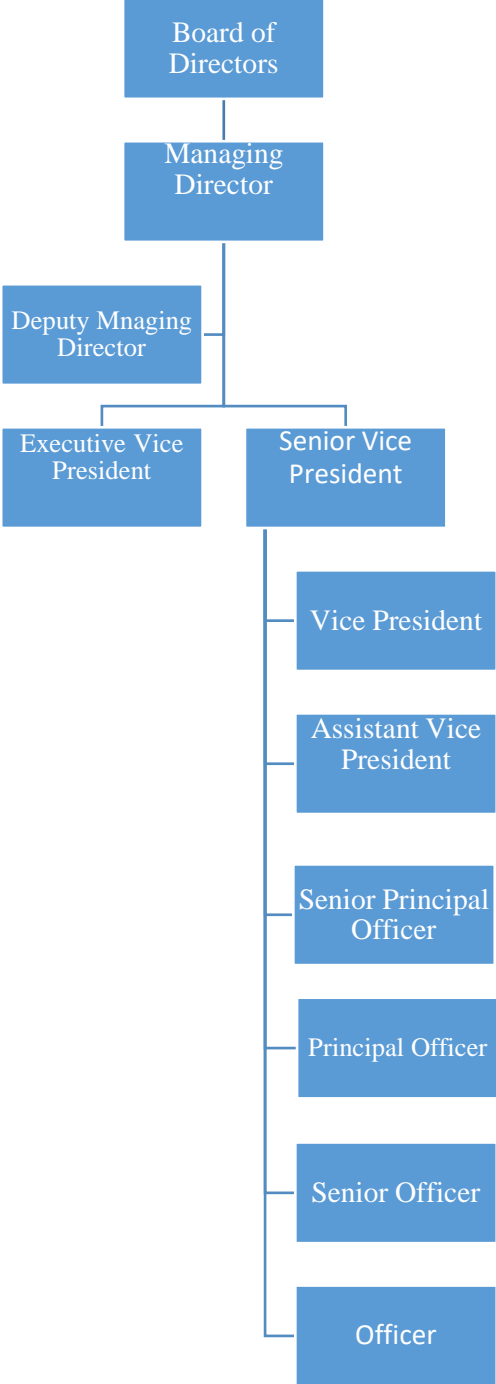 Board of
Directors
Managing
Director
Deputy Mnaging
Director
Executive Vice
President
Senior Vice
President
Vice President
Assistant Vice
President
Senior Principal
Officer
Principal Officer
Senior Officer
Officer